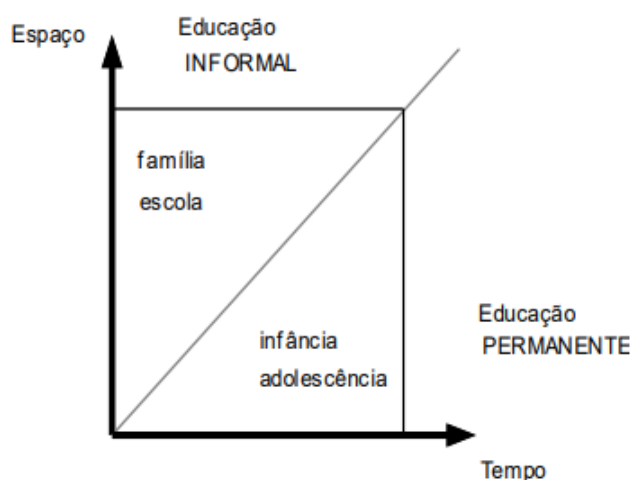 Espaço
Educação
INFORMAL
família
escola
infância
adolescência
Educação
PERMANENTE
Tempo